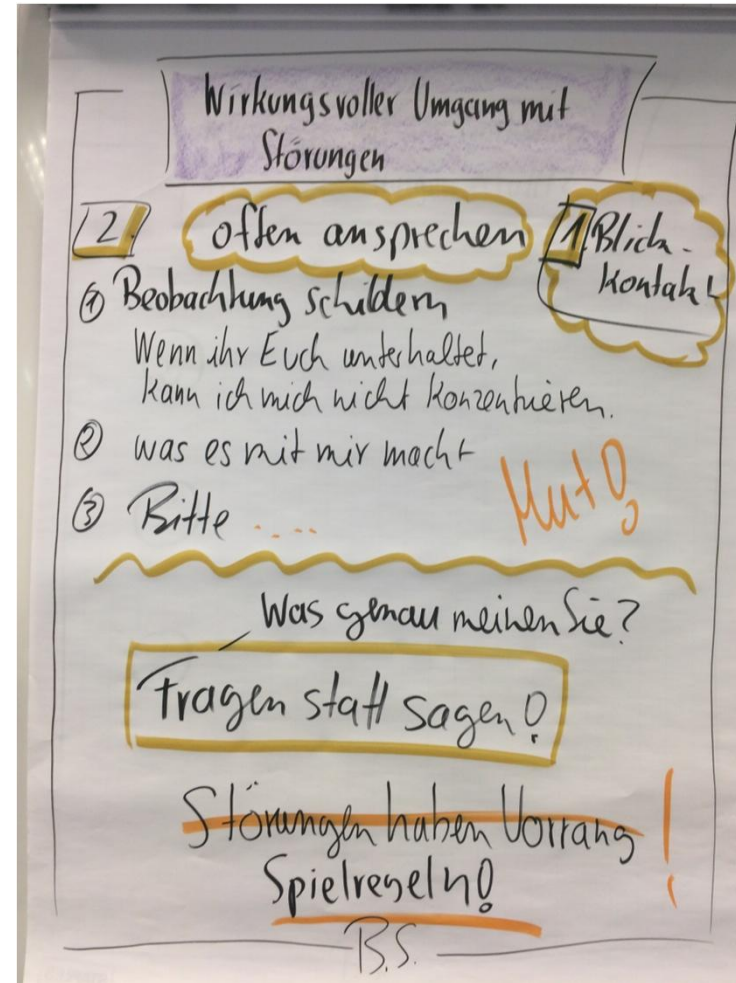 Wirkungsvoller Umgang mit
Störungen
1 Blick-
kontakt
2 offen ansprechen
① Beobachtung schildern
Wenn ihr Euch unterhaltet,
kann ich mich nicht konzentrieren.
② was es mit mir macht
③ Bitte .....
Mut!
Was genau meinen Sie?
Fragen statt sagen!
Störungen haben Vorrang !
Spielregeln!
B.S.